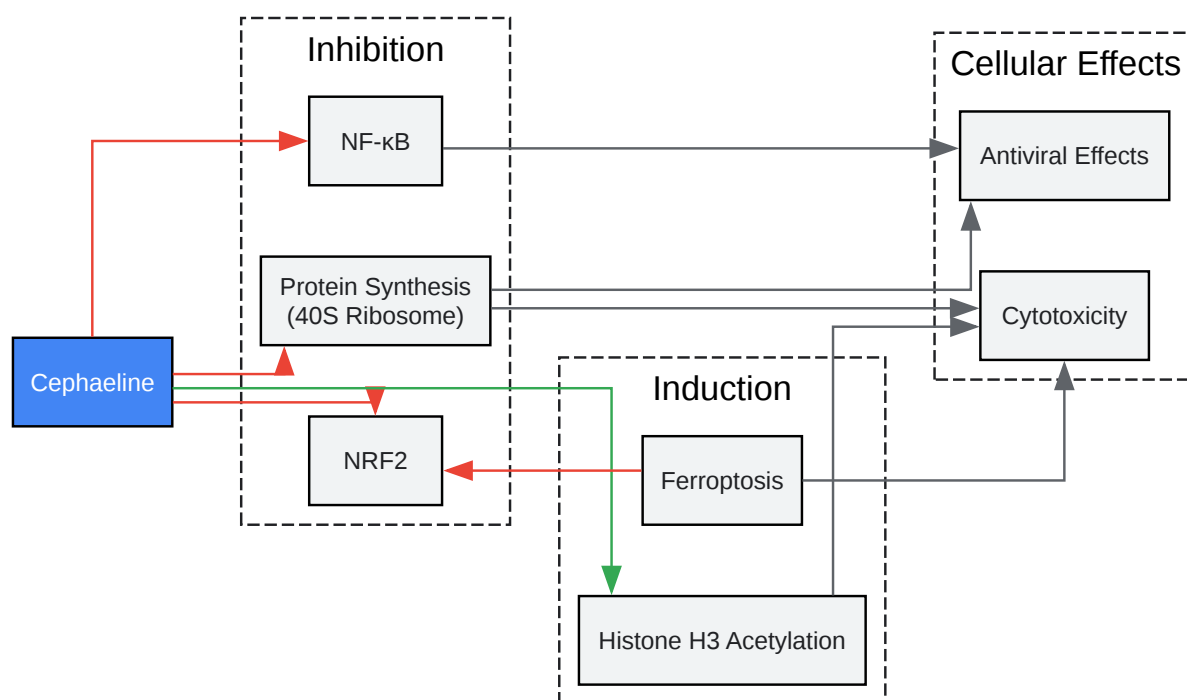 Inhibition
Cellular Effects
NF-κB
Antiviral Effects
Protein Synthesis
(40S Ribosome)
Cytotoxicity
Cephaeline
Induction
NRF2
Ferroptosis
Histone H3 Acetylation